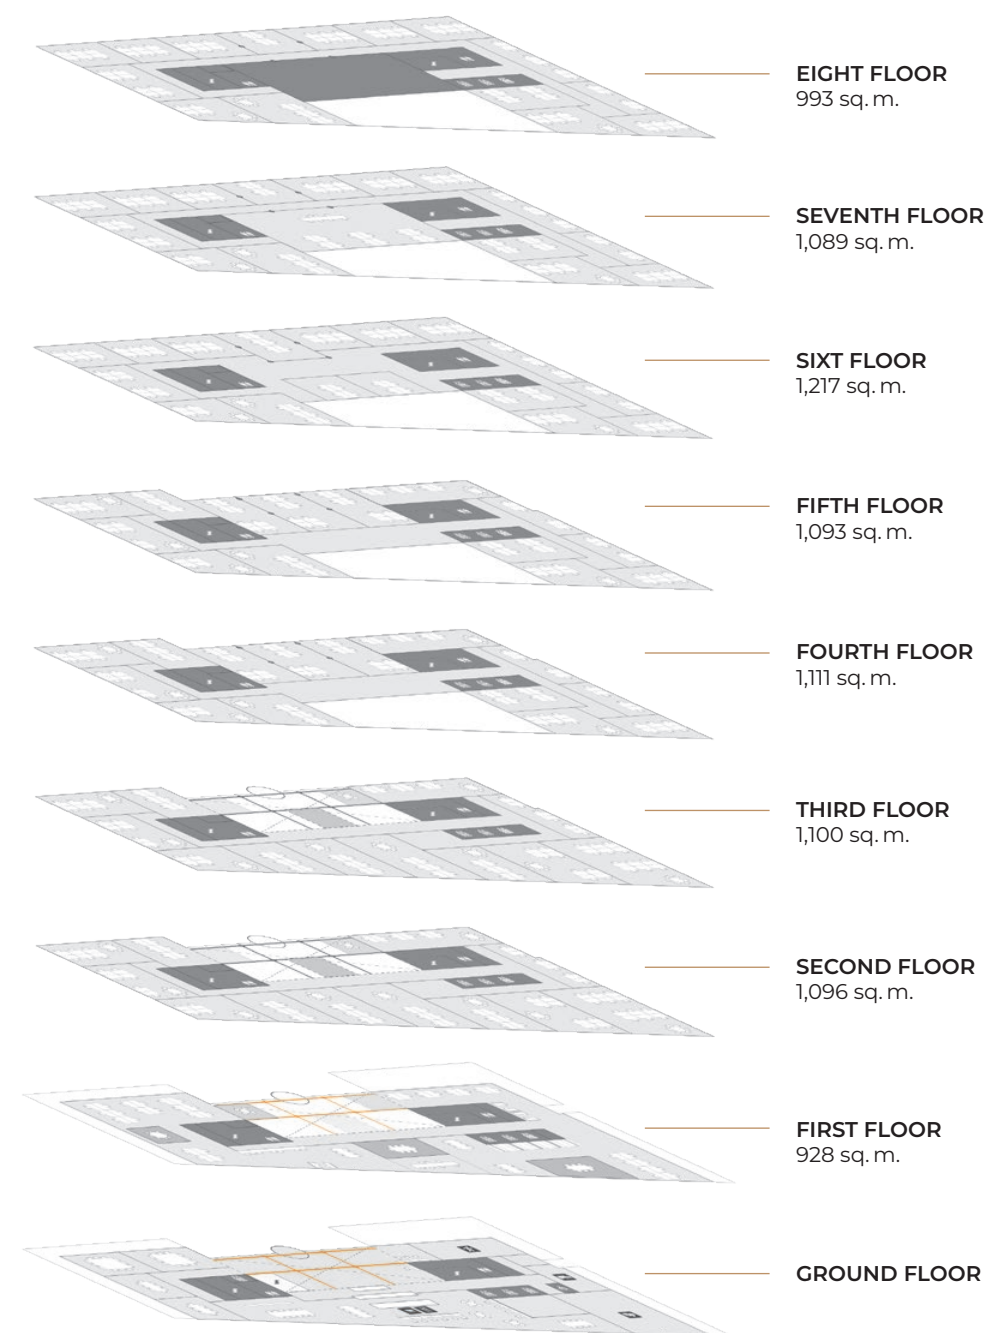 EIGHT FLOOR
993 sq. m.
SEVENTH FLOOR
1,089 sq. m.
SIXT FLOOR
1,217 sq. m.
FIFTH FLOOR
1,093 sq. m.
FOURTH FLOOR
1,111 sq. m.
THIRD FLOOR
1,100 sq. m.
SECOND FLOOR
1,096 sq. m.
FIRST FLOOR
928 sq. m.
GROUND FLOOR